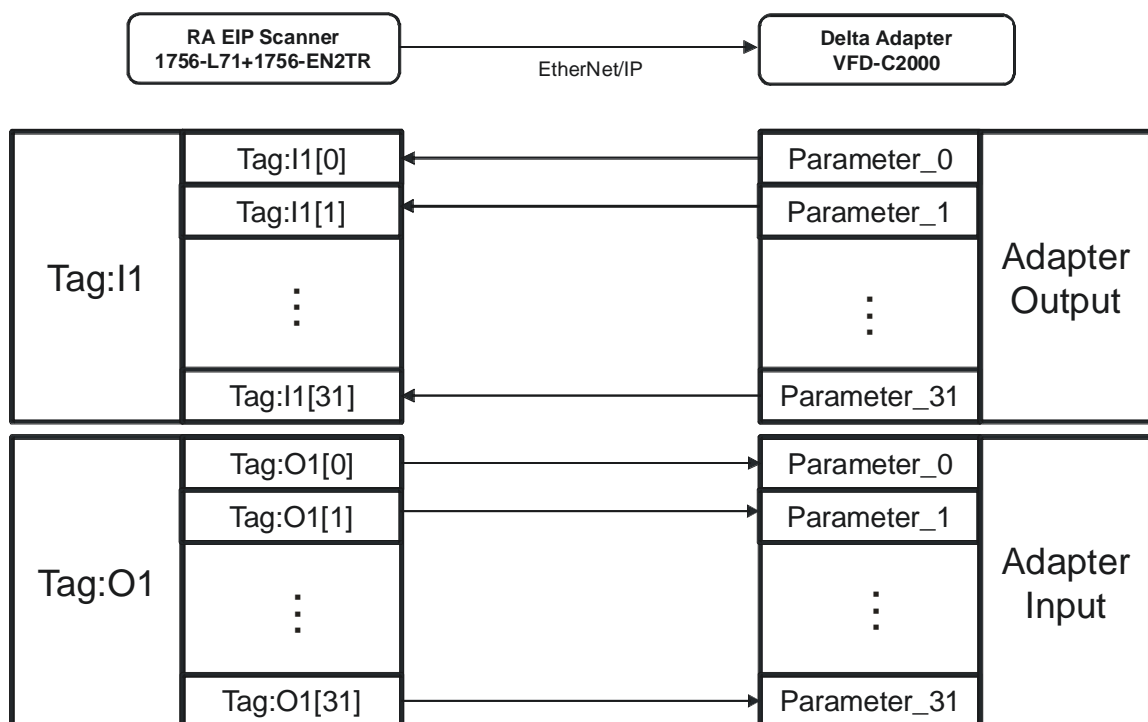 RA EIP Scanner
1756-L71+1756-EN2TR
EtherNet/IP
Delta Adapter
VFD-C2000
Tag:I1
Tag:I1[0]
Tag:I1[1]
⋮
Tag:I1[31]
Parameter_0
Parameter_1
⋮
Parameter_31
Adapter
Output
Tag:O1
Tag:O1[0]
Tag:O1[1]
⋮
Tag:O1[31]
Parameter_0
Parameter_1
⋮
Parameter_31
Adapter
Input